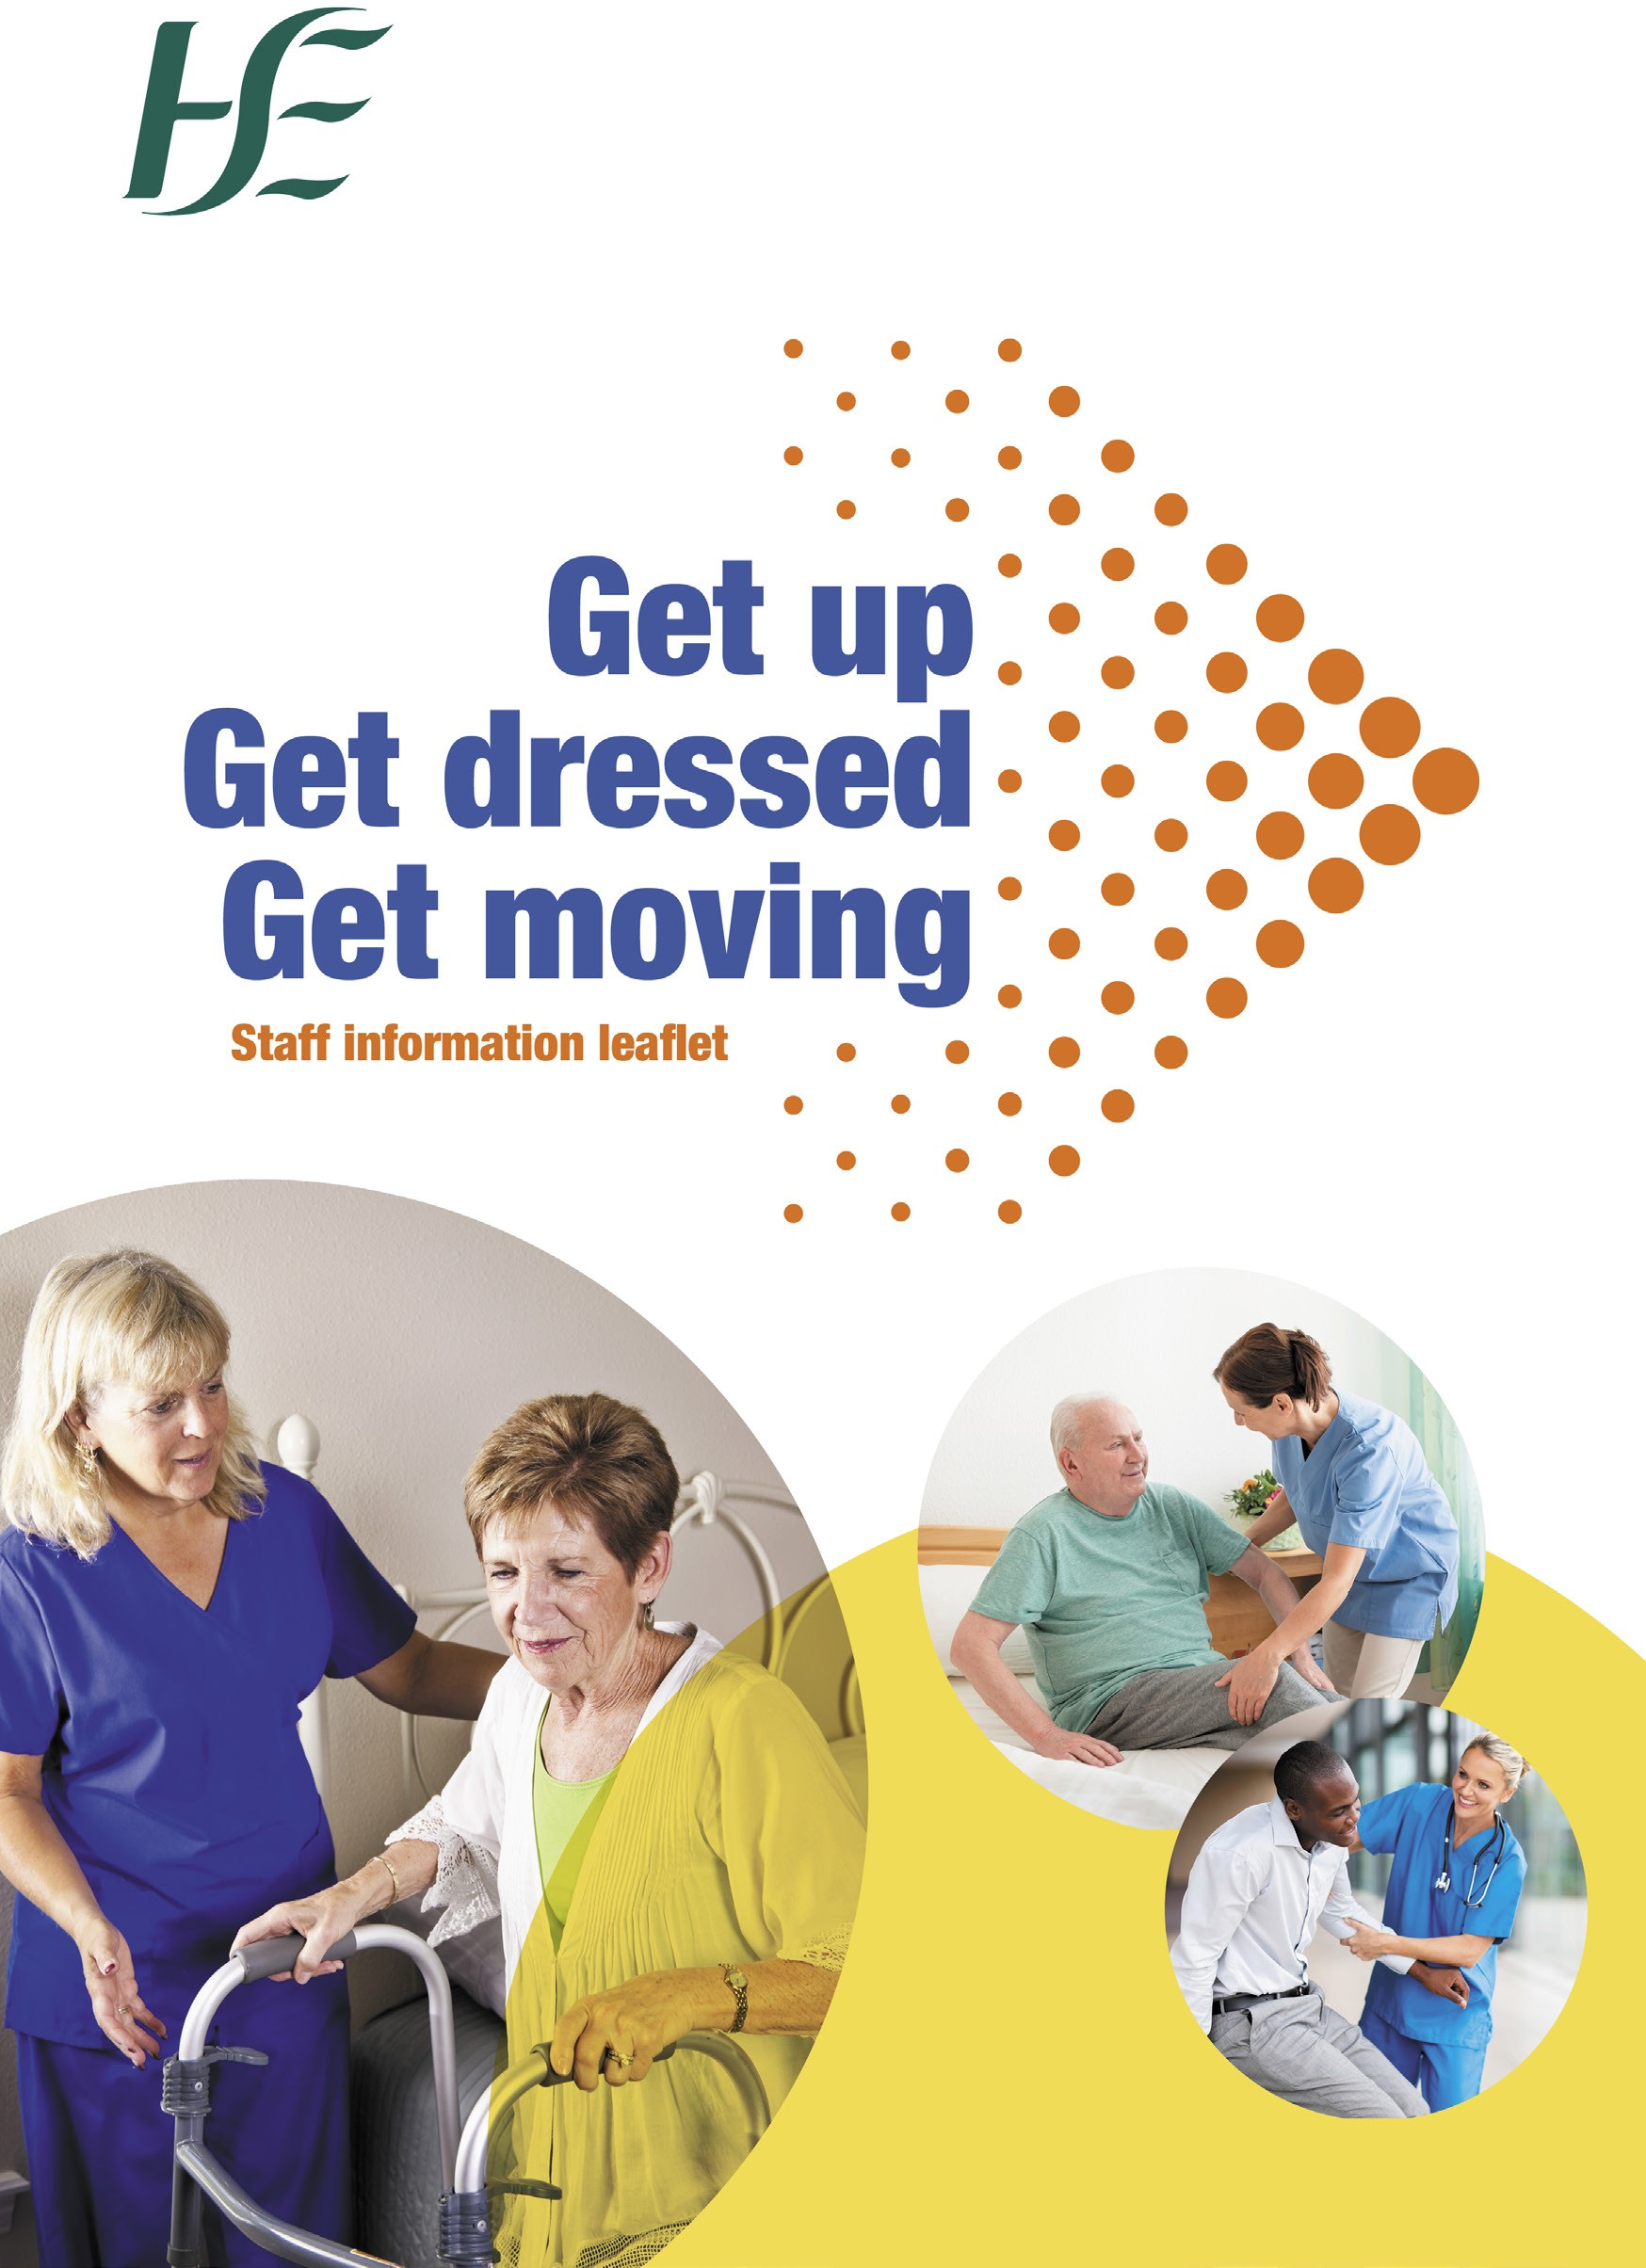 HSE
Get up
Get dressed
Get moving
Staff information leaflet